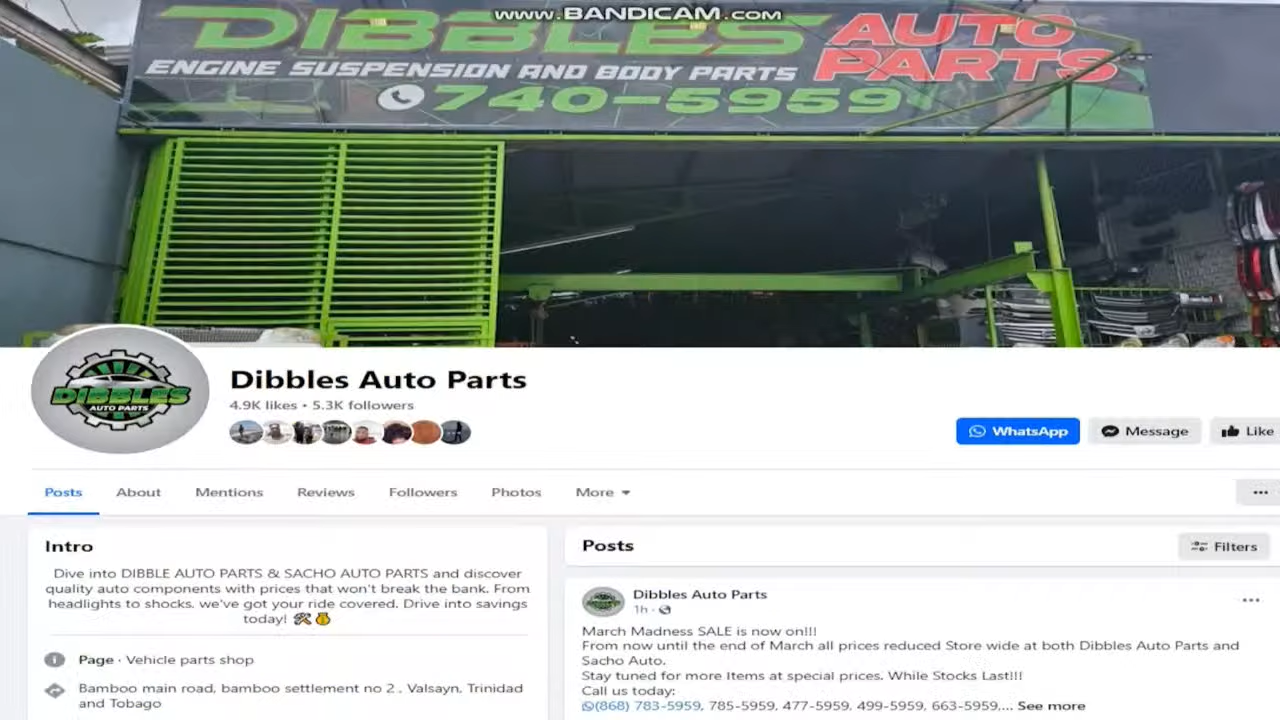 www.BANDICAM.com
DIBBLES AUTO PARTS
ENGINE SUSPENSION AND BODY PARTS
740-5959
DIBBLES
AUTO PARTS
Dibbles Auto Parts
4.9K likes • 5.3K followers
WhatsApp
Message
Like
Posts
About
Mentions
Reviews
Followers
Photos
More
Intro
Dive into DIBBLE AUTO PARTS & SACHO AUTO PARTS and discover
quality auto components with prices that won't break the bank. From
headlights to shocks. we've got your ride covered. Drive into savings
today! 🛠️💰
Page · Vehicle parts shop
Bamboo main road, bamboo settlement no 2 , Valsayn, Trinidad
and Tobago
Posts
Filters
Dibbles Auto Parts
1h ·
March Madness SALE is now on!!!
From now until the end of March all prices reduced Store wide at both Dibbles Auto Parts and
Sacho Auto.
Stay tuned for more Items at special prices. While Stocks Last!!!
Call us today:
(868) 783-5959, 785-5959, 477-5959, 499-5959, 663-5959,... See more